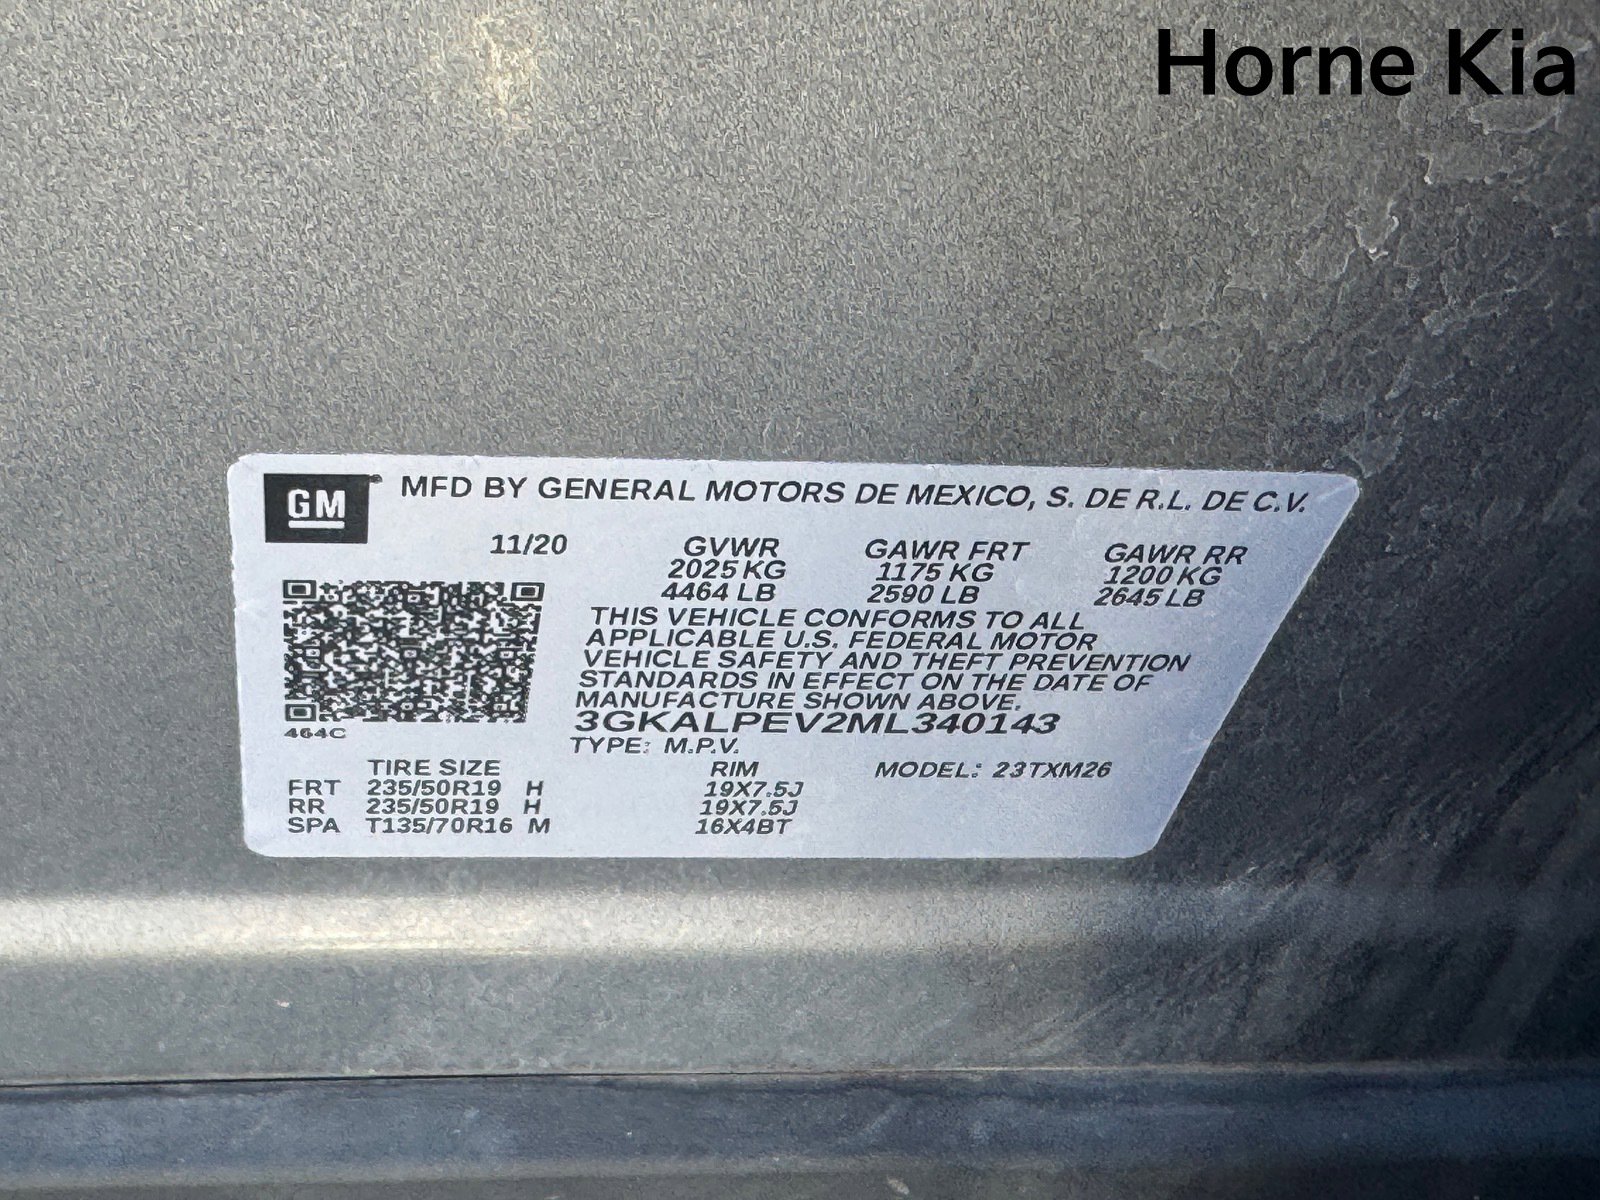 Horne Kia
GM MFD BY GENERAL MOTORS DE MEXICO, S. DE R.L. DE C.V.
11/20 GVWR GAWR FRT GAWR RR
2025 KG 1175 KG 1200 KG
4464 LB 2590 LB 2645 LB
THIS VEHICLE CONFORMS TO ALL
APPLICABLE U.S. FEDERAL MOTOR
VEHICLE SAFETY AND THEFT PREVENTION
STANDARDS IN EFFECT ON THE DATE OF
MANUFACTURE SHOWN ABOVE.
3GKALPEV2ML340143
464C
TYPE: M.P.V.
TIRE SIZE RIM MODEL: 23TXM26
FRT 235/50R19 H 19X7.5J
RR 235/50R19 H 19X7.5J
SPA T135/70R16 M 16X4BT